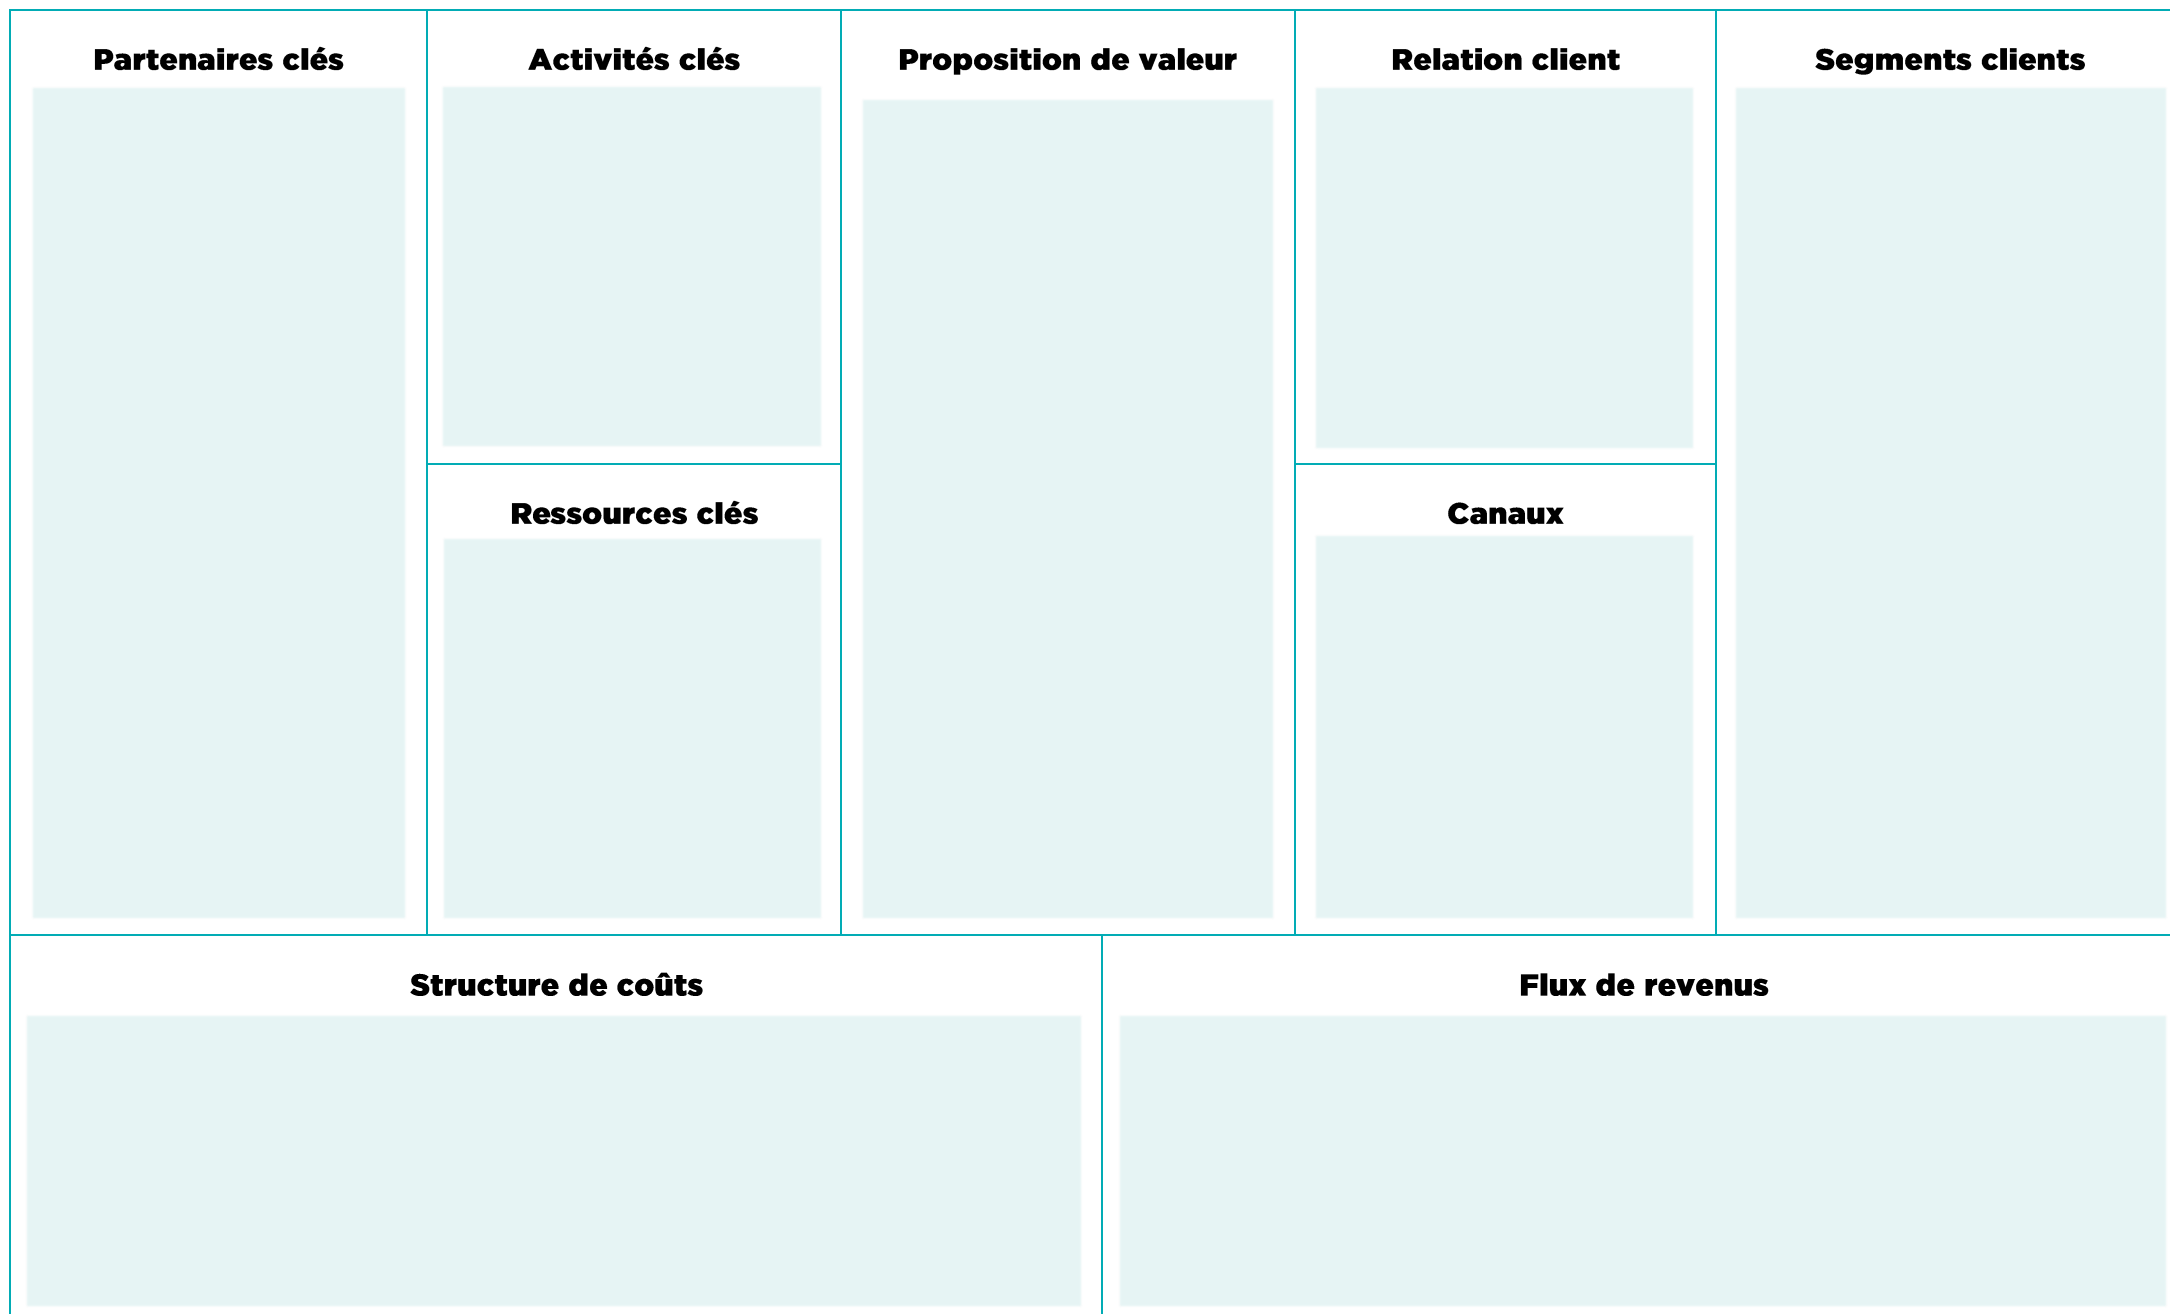 Partenaires clés
Activités clés
Proposition de valeur
Relation client
Segments clients
Ressources clés
Canaux
Structure de coûts
Flux de revenus